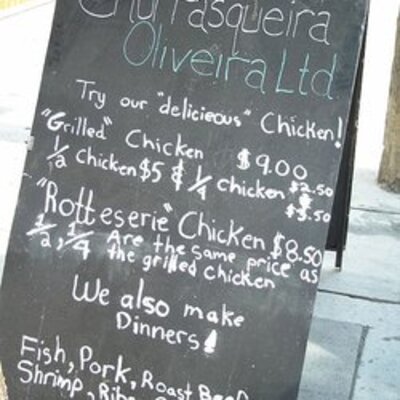 Churrasqueira
Oliveira Ltd
Try our "delicieous" Chicken!
"Grilled" Chicken $9.00
1/2 Chicken $5 & 1/4 Chicken $2.50
$3.50
"Rotteserie" Chicken $8.50
1/2, 1/4 Are the same price as
the grilled Chicken
We also make
Dinners!
Fish, Pork, Roast Beef
Shrimp, Ribs